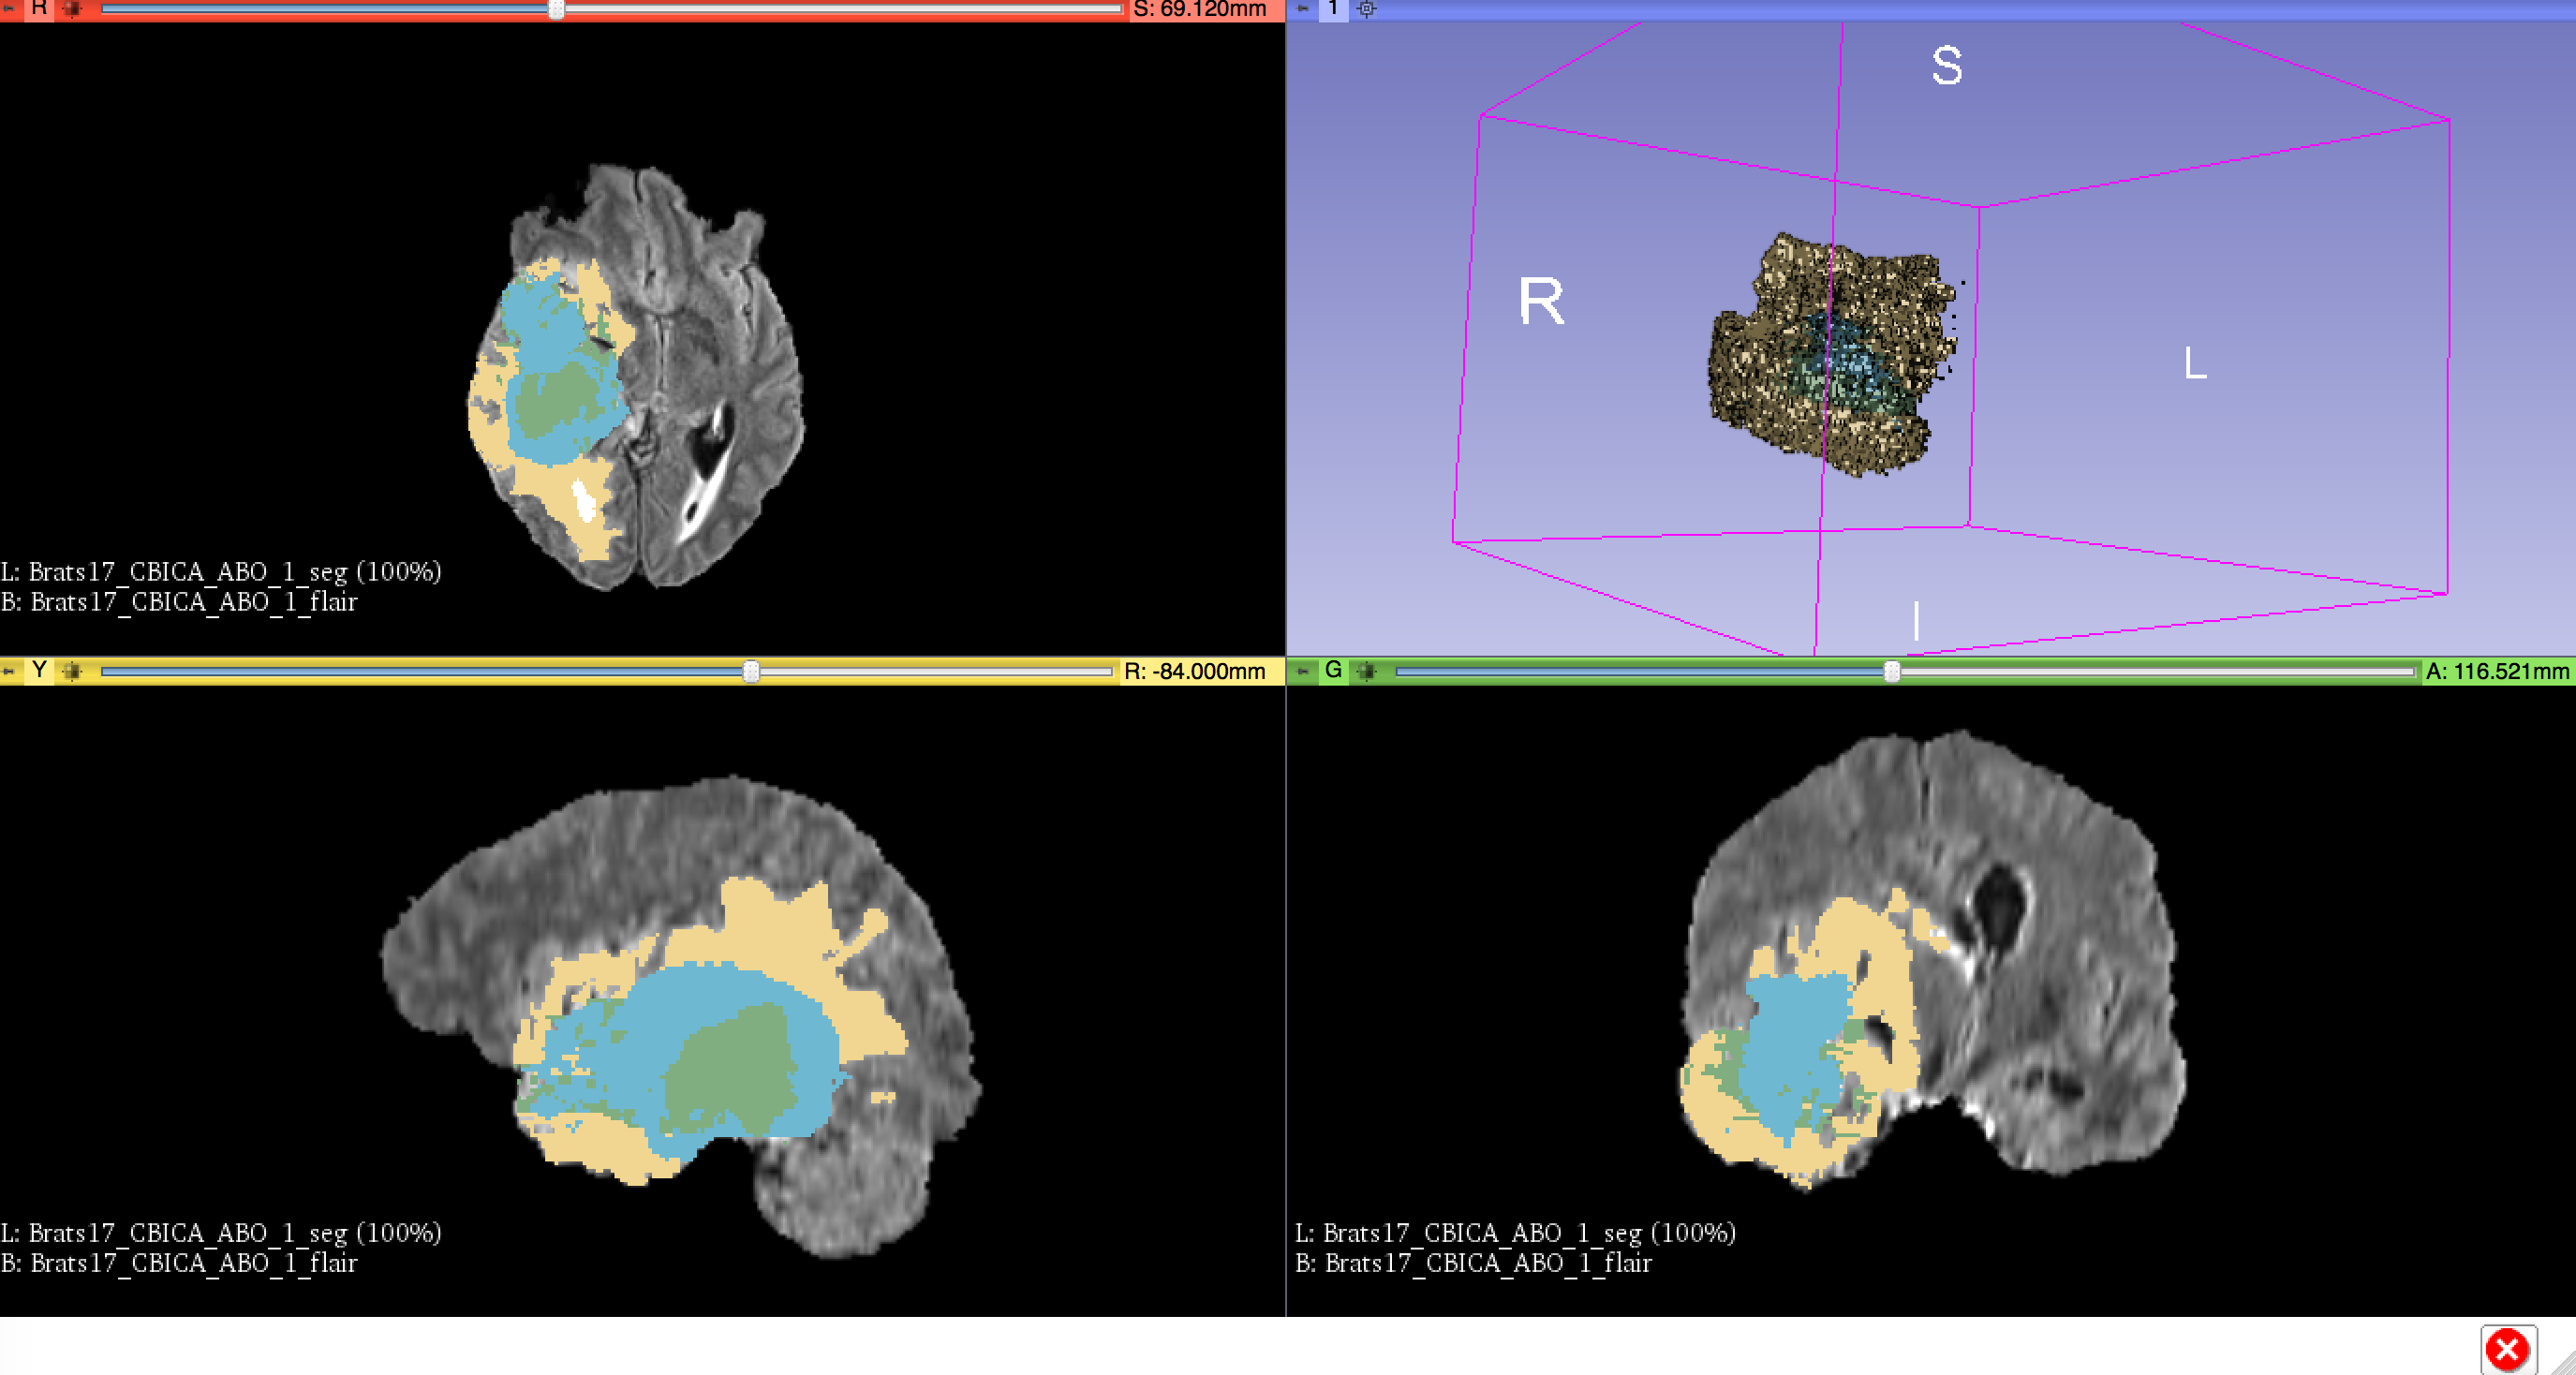 R S: 69.120mm
1
S
R
L
I
L: Brats17_CBICA_ABO_1_seg (100%)
B: Brats17_CBICA_ABO_1_flair
Y R: -84.000mm
G A: 116.521mm
L: Brats17_CBICA_ABO_1_seg (100%)
B: Brats17_CBICA_ABO_1_flair
L: Brats17_CBICA_ABO_1_seg (100%)
B: Brats17_CBICA_ABO_1_flair